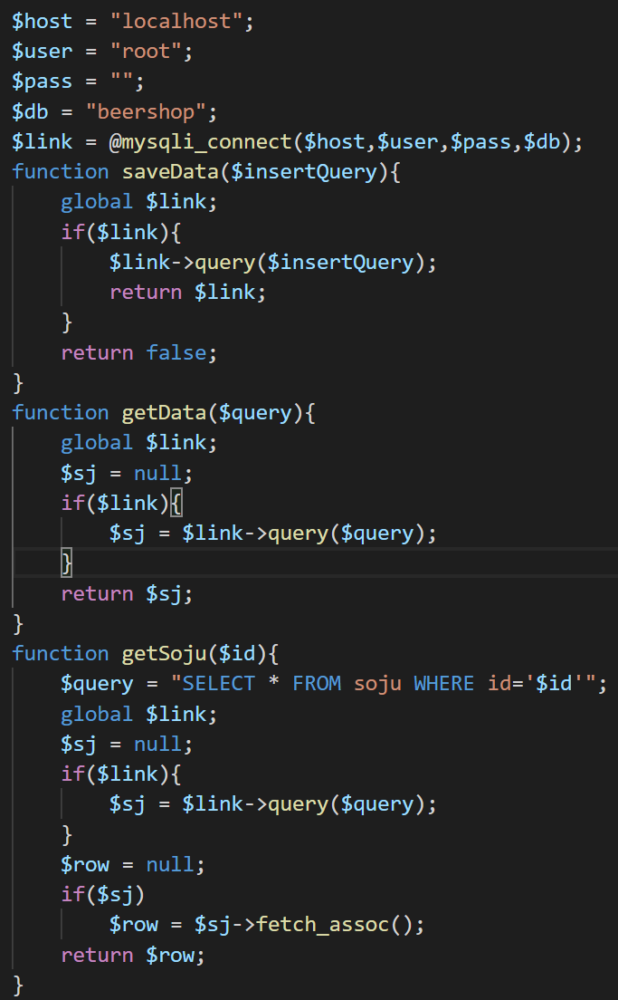 $host = "localhost";
$user = "root";
$pass = "";
$db = "beershop";
$link = @mysqli_connect($host,$user,$pass,$db);
function saveData($insertQuery){
    global $link;
    if($link){
        $link->query($insertQuery);
        return $link;
    }
    return false;
}
function getData($query){
    global $link;
    $sj = null;
    if($link){
        $sj = $link->query($query);
    }
    return $sj;
}
function getSoju($id){
    $query = "SELECT * FROM soju WHERE id='$id'";
    global $link;
    $sj = null;
    if($link){
        $sj = $link->query($query);
    }
    $row = null;
    if($sj)
        $row = $sj->fetch_assoc();
    return $row;
}